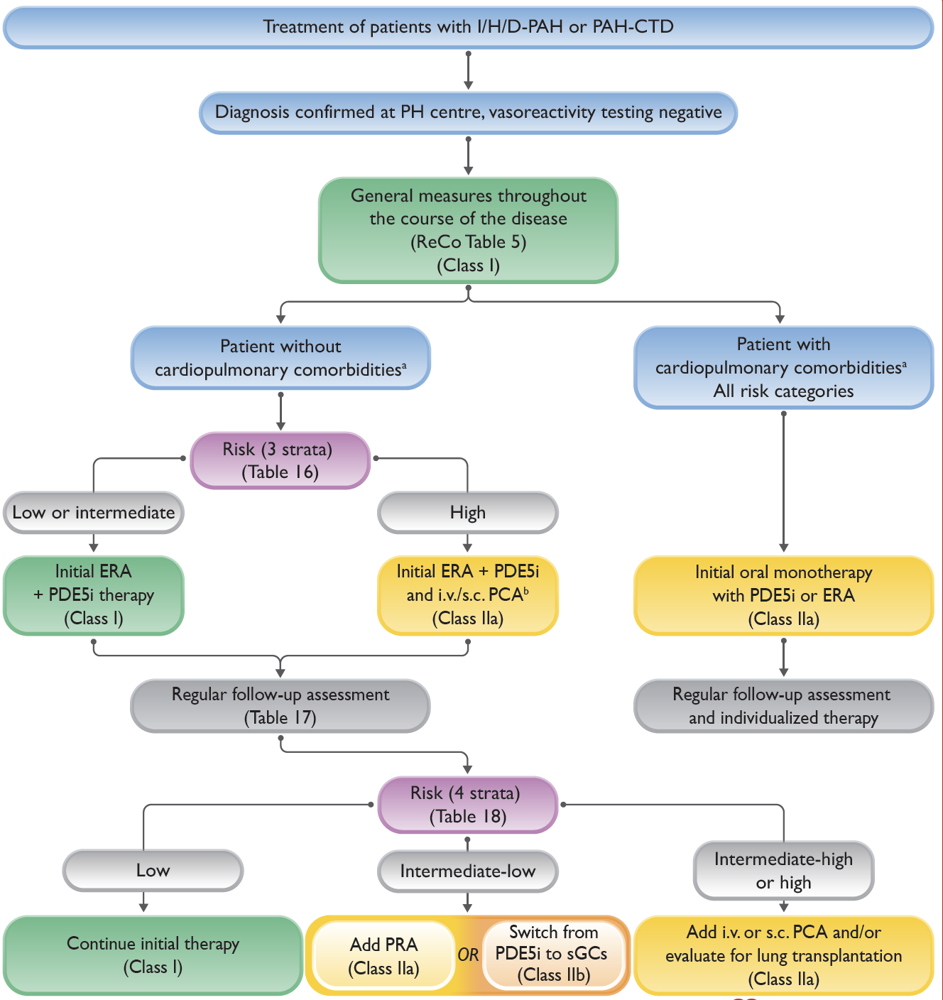 Treatment of patients with I/H/D-PAH or PAH-CTD
Diagnosis confirmed at PH centre, vasoreactivity testing negative
General measures throughout
the course of the disease
(ReCo Table 5)
(Class I)
Patient without
cardiopulmonary comorbiditiesᵃ
Patient with
cardiopulmonary comorbiditiesᵃ
All risk categories
Risk (3 strata)
(Table 16)
Low or intermediate
High
Initial ERA
+ PDE5i therapy
(Class I)
Initial ERA + PDE5i
and i.v./s.c. PCAᵇ
(Class IIa)
Initial oral monotherapy
with PDE5i or ERA
(Class IIa)
Regular follow-up assessment
(Table 17)
Regular follow-up assessment
and individualized therapy
Risk (4 strata)
(Table 18)
Low
Intermediate-low
Intermediate-high
or high
Continue initial therapy
(Class I)
Add PRA
(Class IIa)
OR
Switch from
PDE5i to sGCs
(Class IIb)
Add i.v. or s.c. PCA and/or
evaluate for lung transplantation
(Class IIa)